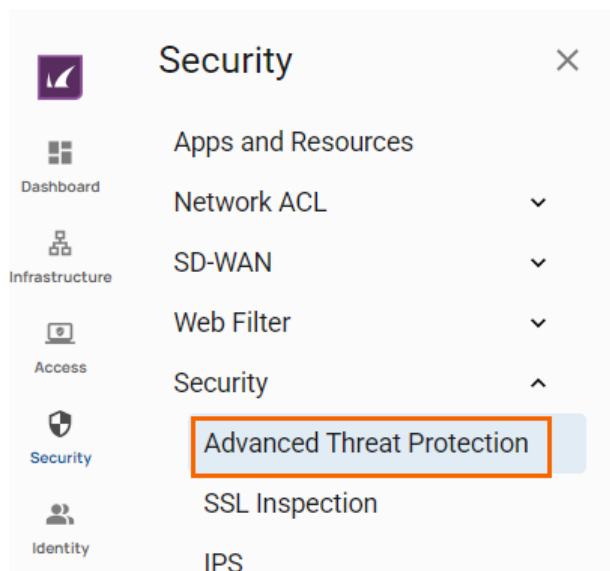 Security
Apps and Resources
Dashboard
Network ACL
Infrastructure
SD-WAN
Web Filter
Access
Security
Security
Advanced Threat Protection
SSL Inspection
Identity
IPS